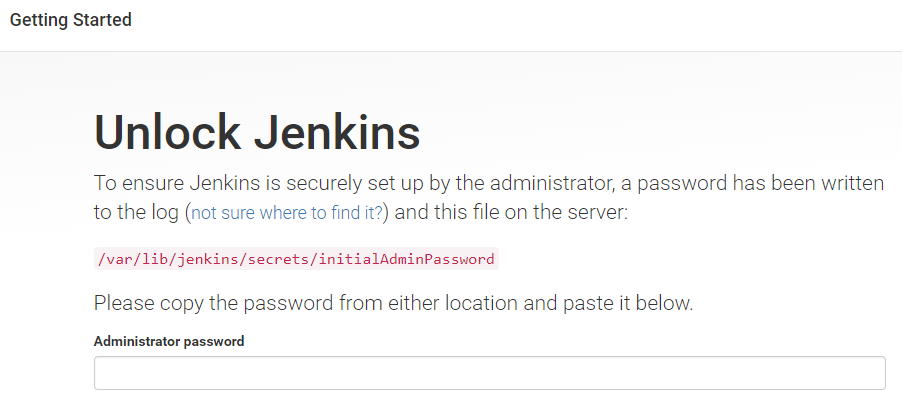 Getting Started
Unlock Jenkins
To ensure Jenkins is securely set up by the administrator, a password has been written
to the log (not sure where to find it?) and this file on the server:
/var/lib/jenkins/secrets/initialAdminPassword
Please copy the password from either location and paste it below.
Administrator password